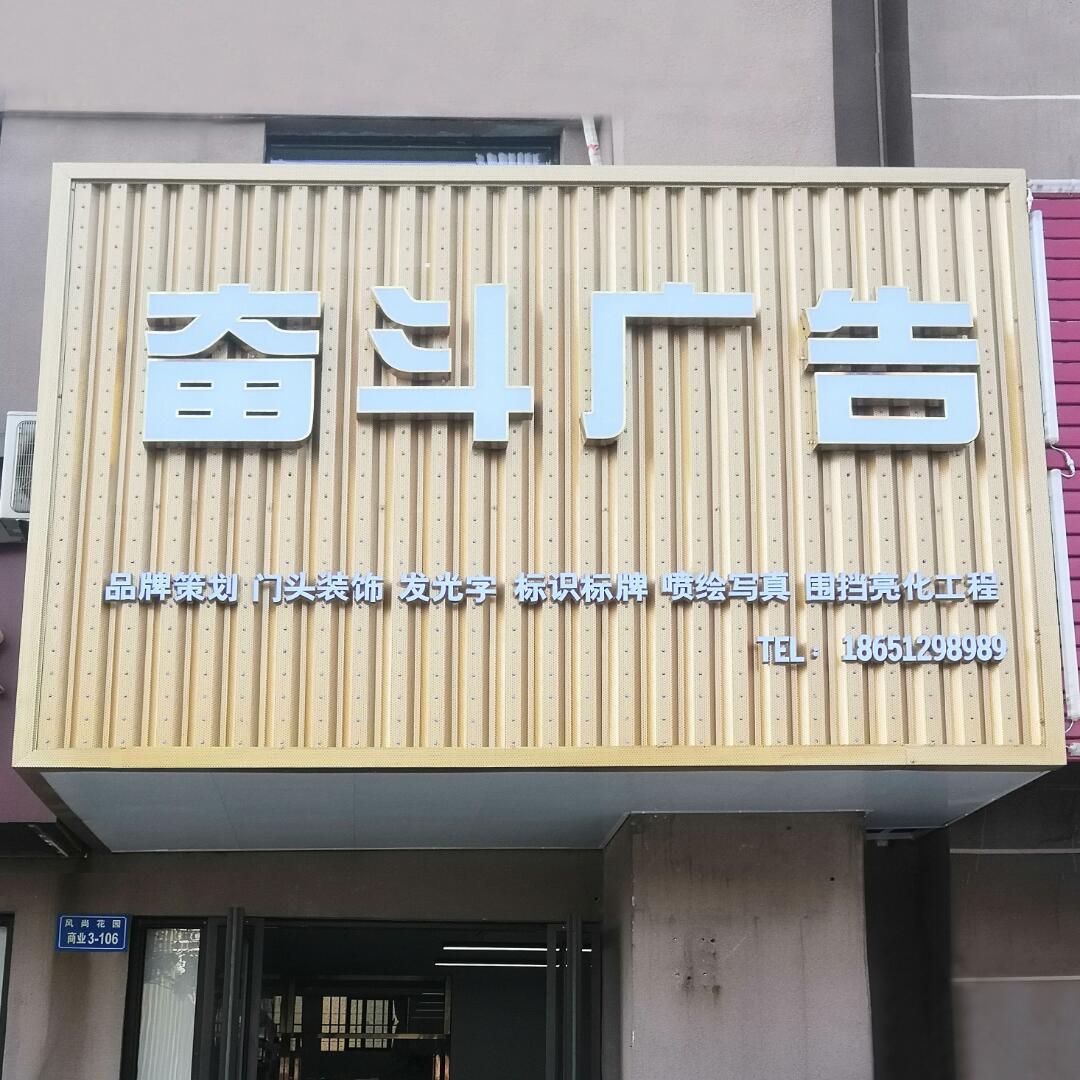 奋斗广告
品牌策划 门头装饰 发光字 标识标牌 喷绘写真 围挡亮化工程
TEL· 18651298989
风尚花园
商业3-106